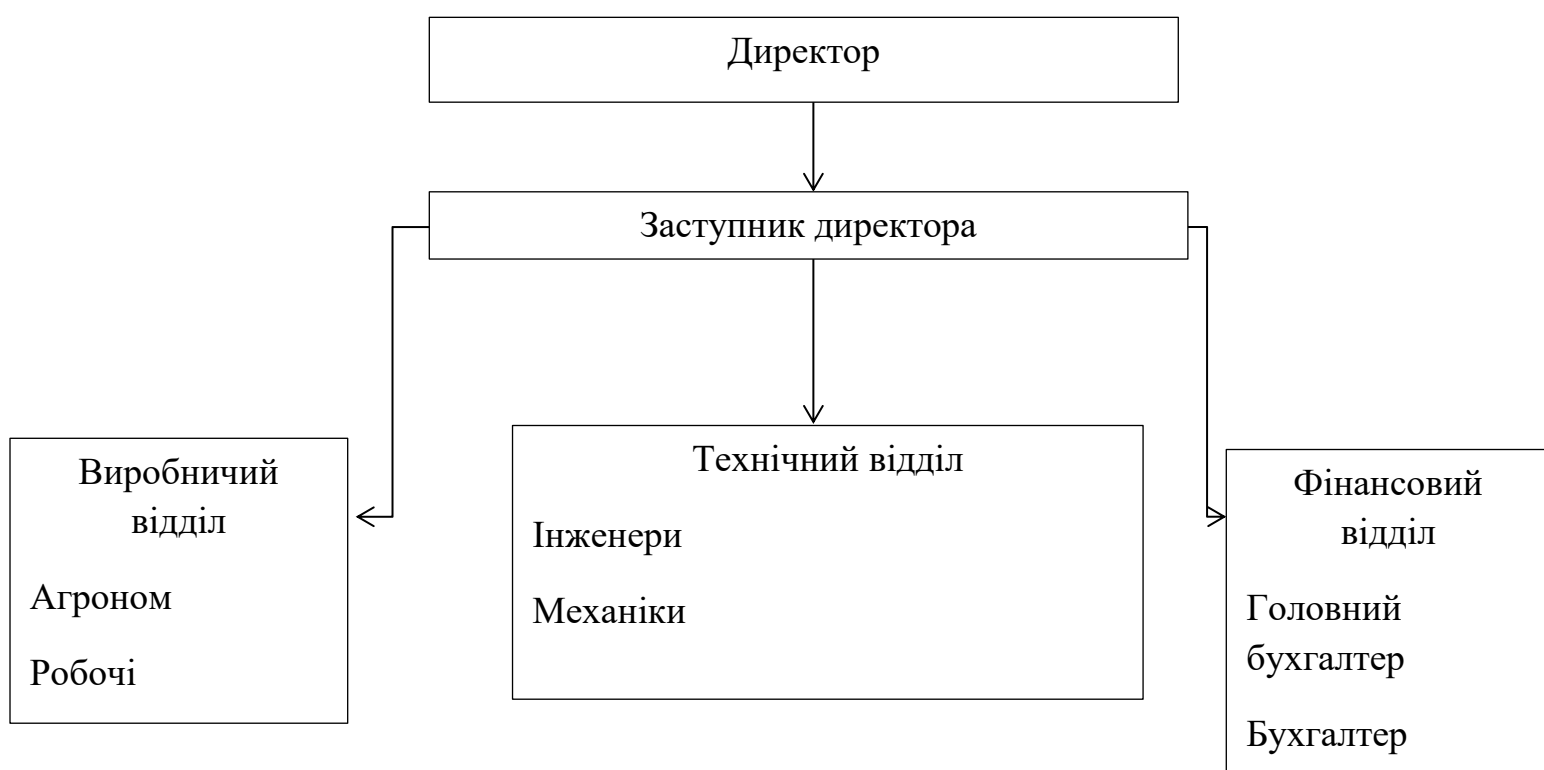 Директор
Заступник директора
Виробничий
відділ
Агроном
Робочі
Технічний відділ
Інженери
Механіки
Фінансовий
відділ
Головний
бухгалтер
Бухгалтер